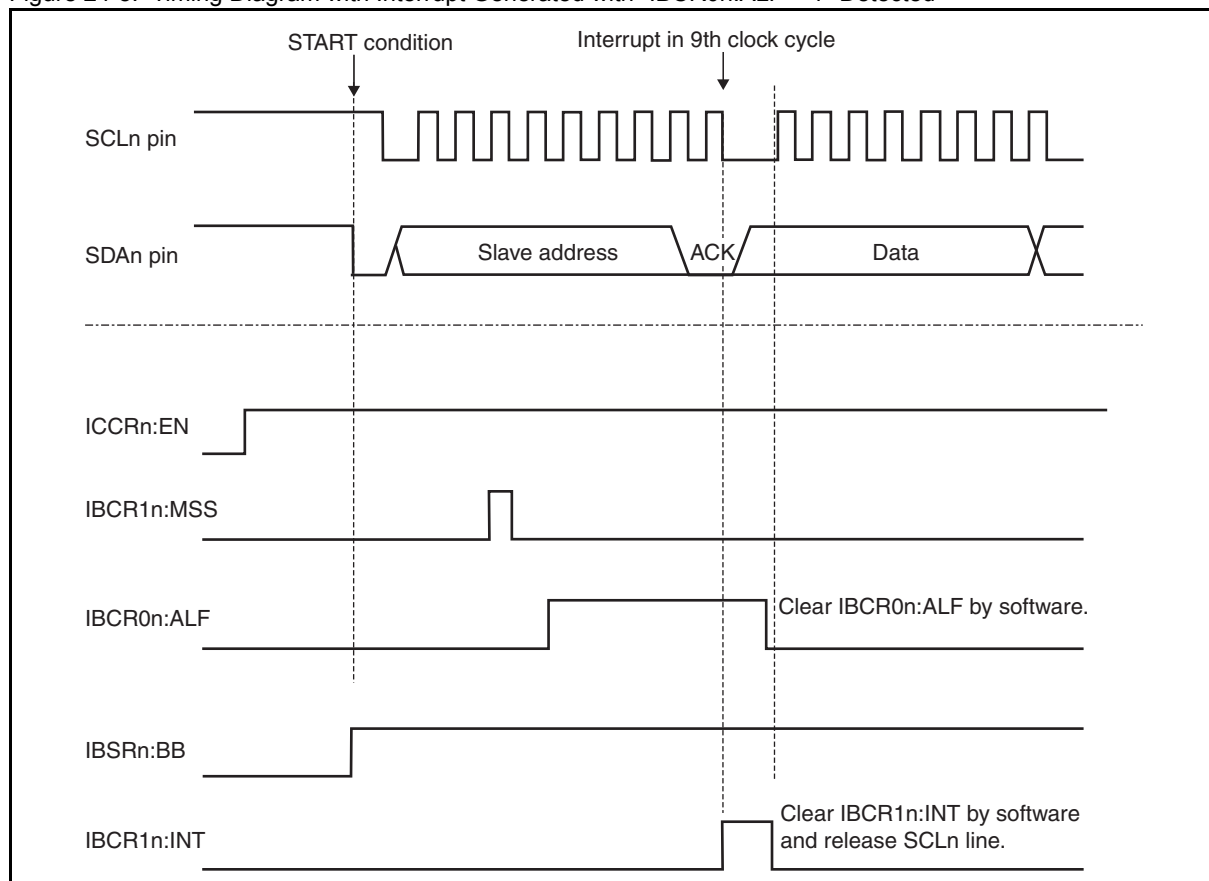 START condition
Interrupt in 9th clock cycle
SCLn pin
SDAn pin
Slave address
ACK
Data
ICCRn:EN
IBCR1n:MSS
IBCR0n:ALF
Clear IBCR0n:ALF by software.
IBSRn:BB
IBCR1n:INT
Clear IBCR1n:INT by software
and release SCLn line.